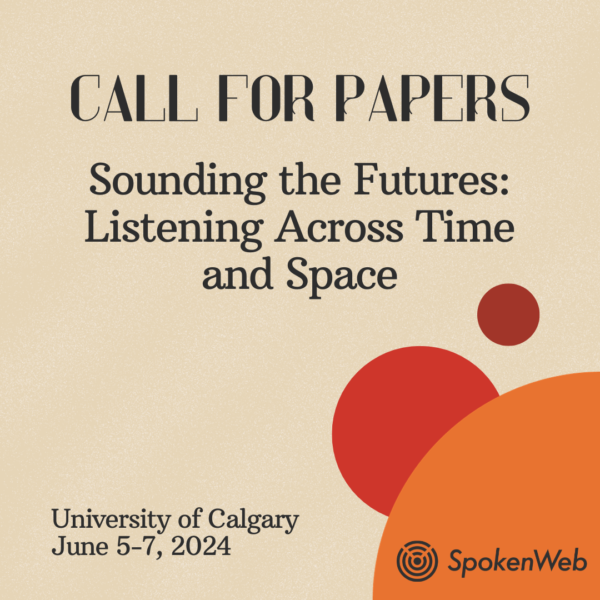 CALL FOR PAPERS
Sounding the Futures:
Listening Across Time
and Space
University of Calgary
June 5-7, 2024
SpokenWeb